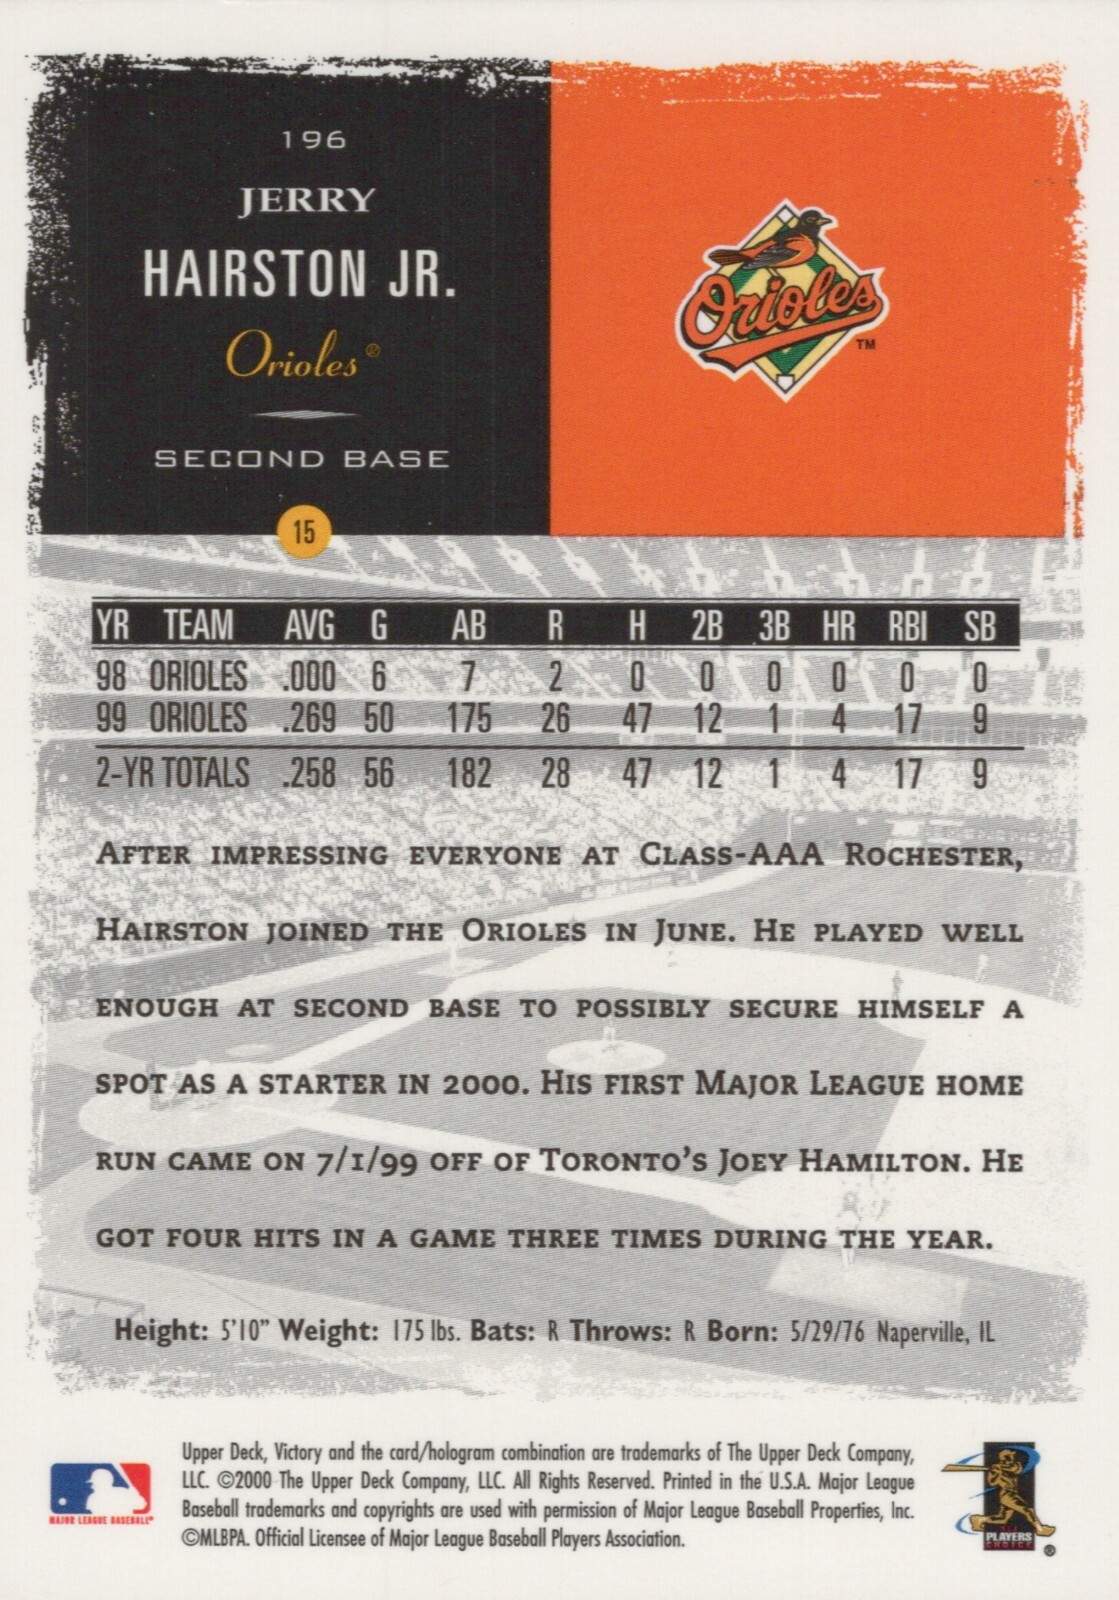 196
JERRY
HAIRSTON JR.
Orioles®
SECOND BASE
Orioles
TM
15
YR TEAM AVG G AB R H 2B 3B HR RBI SB
98 ORIOLES .000 6 7 2 0 0 0 0 0 0
99 ORIOLES .269 50 175 26 47 12 1 4 17 9
2-YR TOTALS .258 56 182 28 47 12 1 4 17 9
After impressing everyone at Class-AAA Rochester,
Hairston joined the Orioles in June. He played well
enough at second base to possibly secure himself a
spot as a starter in 2000. His first Major League home
run came on 7/1/99 off of Toronto's Joey Hamilton. He
got four hits in a game three times during the year.
Height: 5'10" Weight: 175 lbs. Bats: R Throws: R Born: 5/29/76 Naperville, IL
Upper Deck, Victory and the card/hologram combination are trademarks of The Upper Deck Company,
LLC. ©2000 The Upper Deck Company, LLC. All Rights Reserved. Printed in the U.S.A. Major League
Baseball trademarks and copyrights are used with permission of Major League Baseball Properties, Inc.
©MLBPA. Official Licensee of Major League Baseball Players Association.
MAJOR LEAGUE BASEBALL®
PLAYERS
CHOICE
®